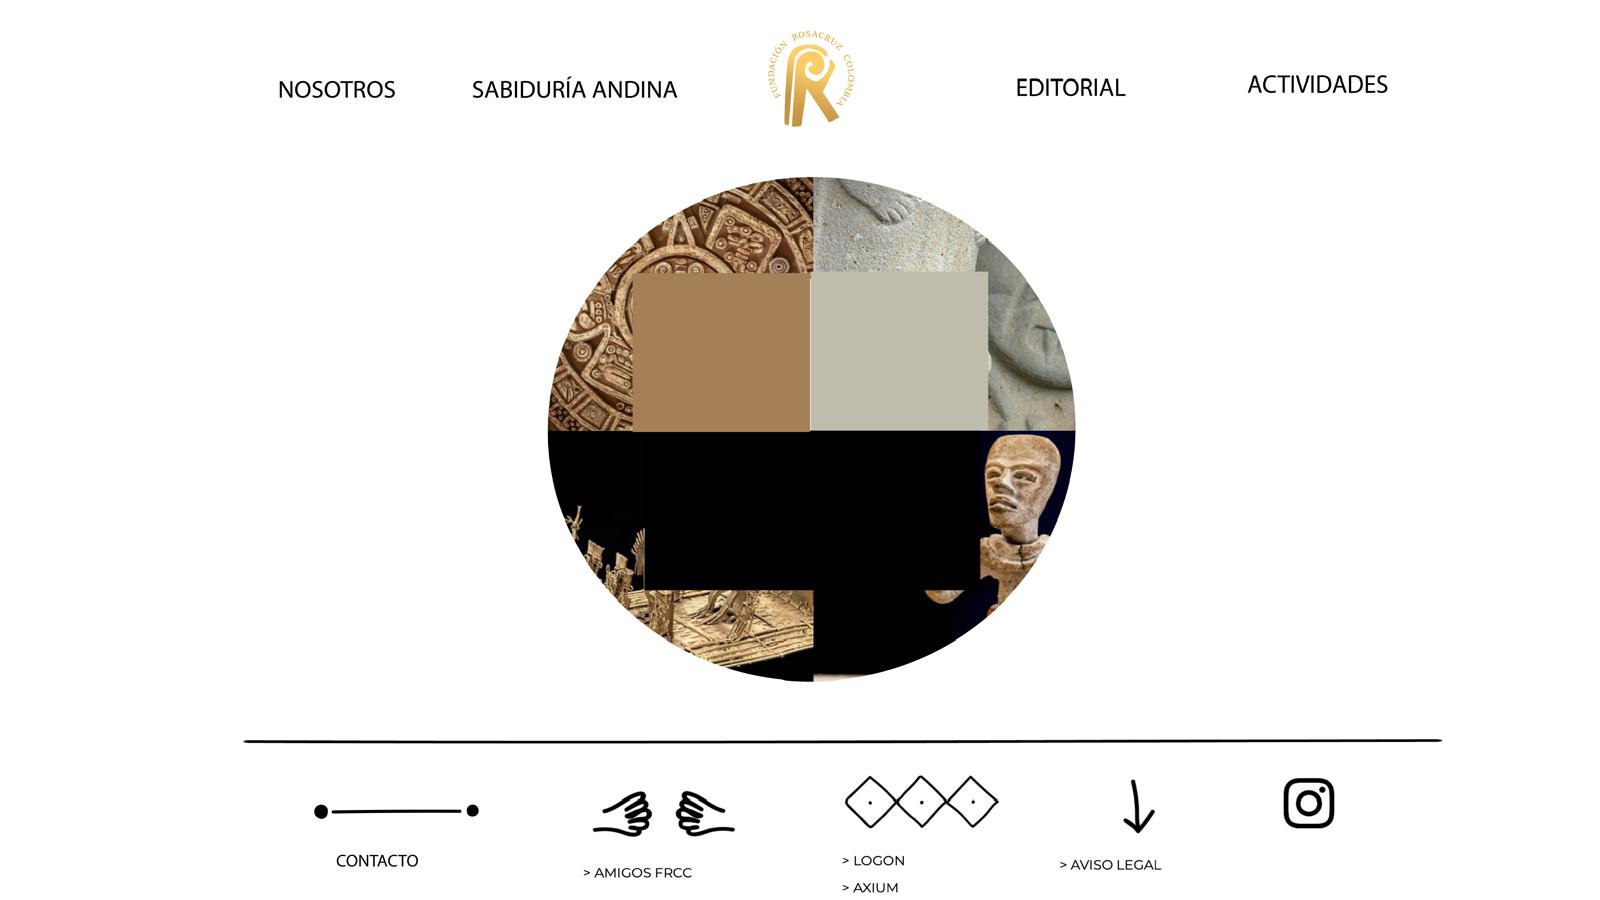 NOSOTROS
SABIDURÍA ANDINA
FUNDACIÓN ROSACRUZ COLOMBIA
EDITORIAL
ACTIVIDADES
CONTACTO
> AMIGOS FRCC
> LOGON
> AXIUM
> AVISO LEGAL